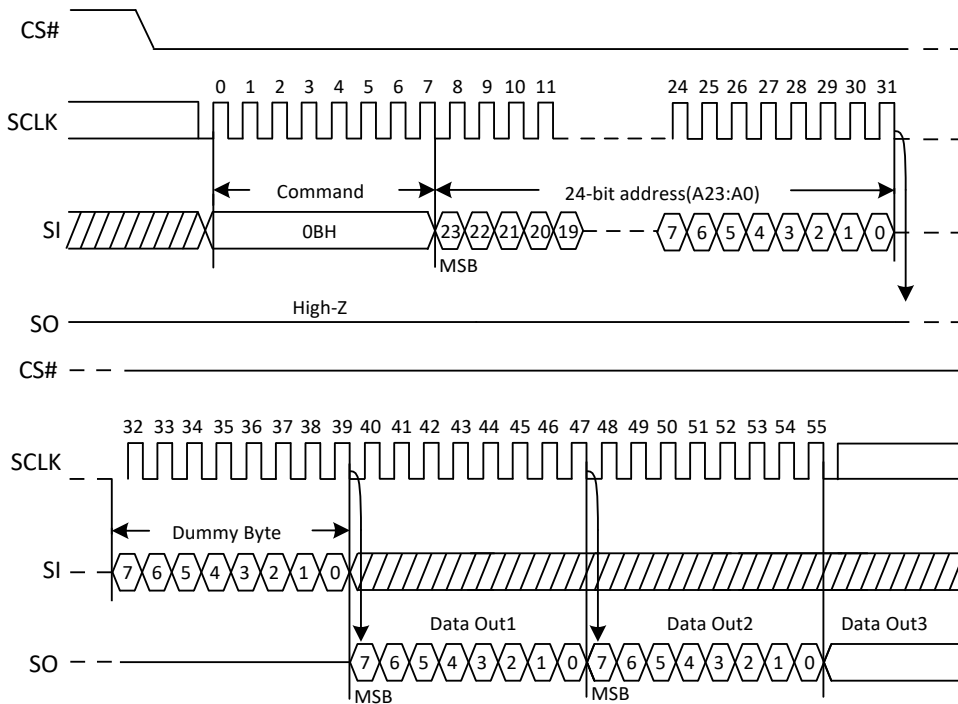 CS#
0 1 2 3 4 5 6 7 8 9 10 11 24 25 26 27 28 29 30 31
SCLK
Command 24-bit address(A23:A0)
SI 0BH 23 22 21 20 19 7 6 5 4 3 2 1 0
MSB
High-Z
SO
CS#
32 33 34 35 36 37 38 39 40 41 42 43 44 45 46 47 48 49 50 51 52 53 54 55
SCLK
Dummy Byte
SI 7 6 5 4 3 2 1 0
Data Out1 Data Out2 Data Out3
SO 7 6 5 4 3 2 1 0 7 6 5 4 3 2 1 0
MSB MSB